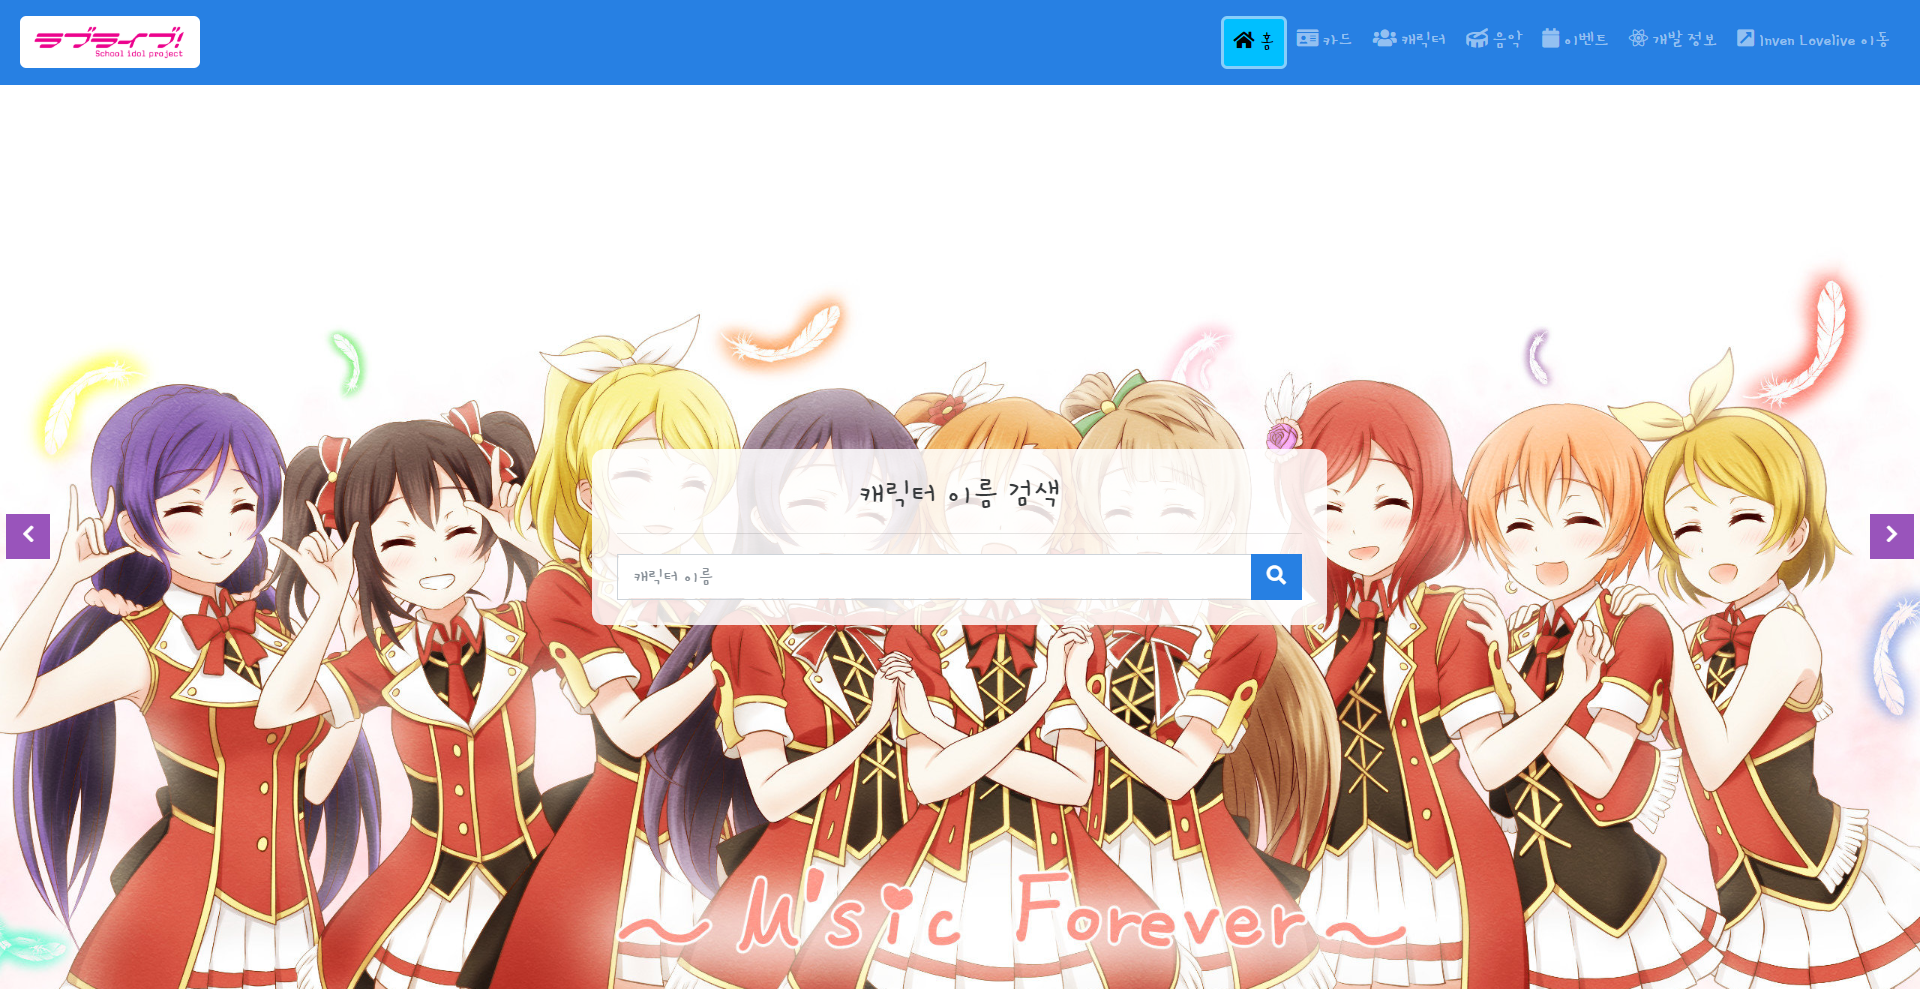 ラブライブ!
School idol project
홈
카드
캐릭터
음악
이벤트
개발 정보
Inven Lovelive 이동
캐릭터 이름 검색
캐릭터 이름
～μ'sic Forever～